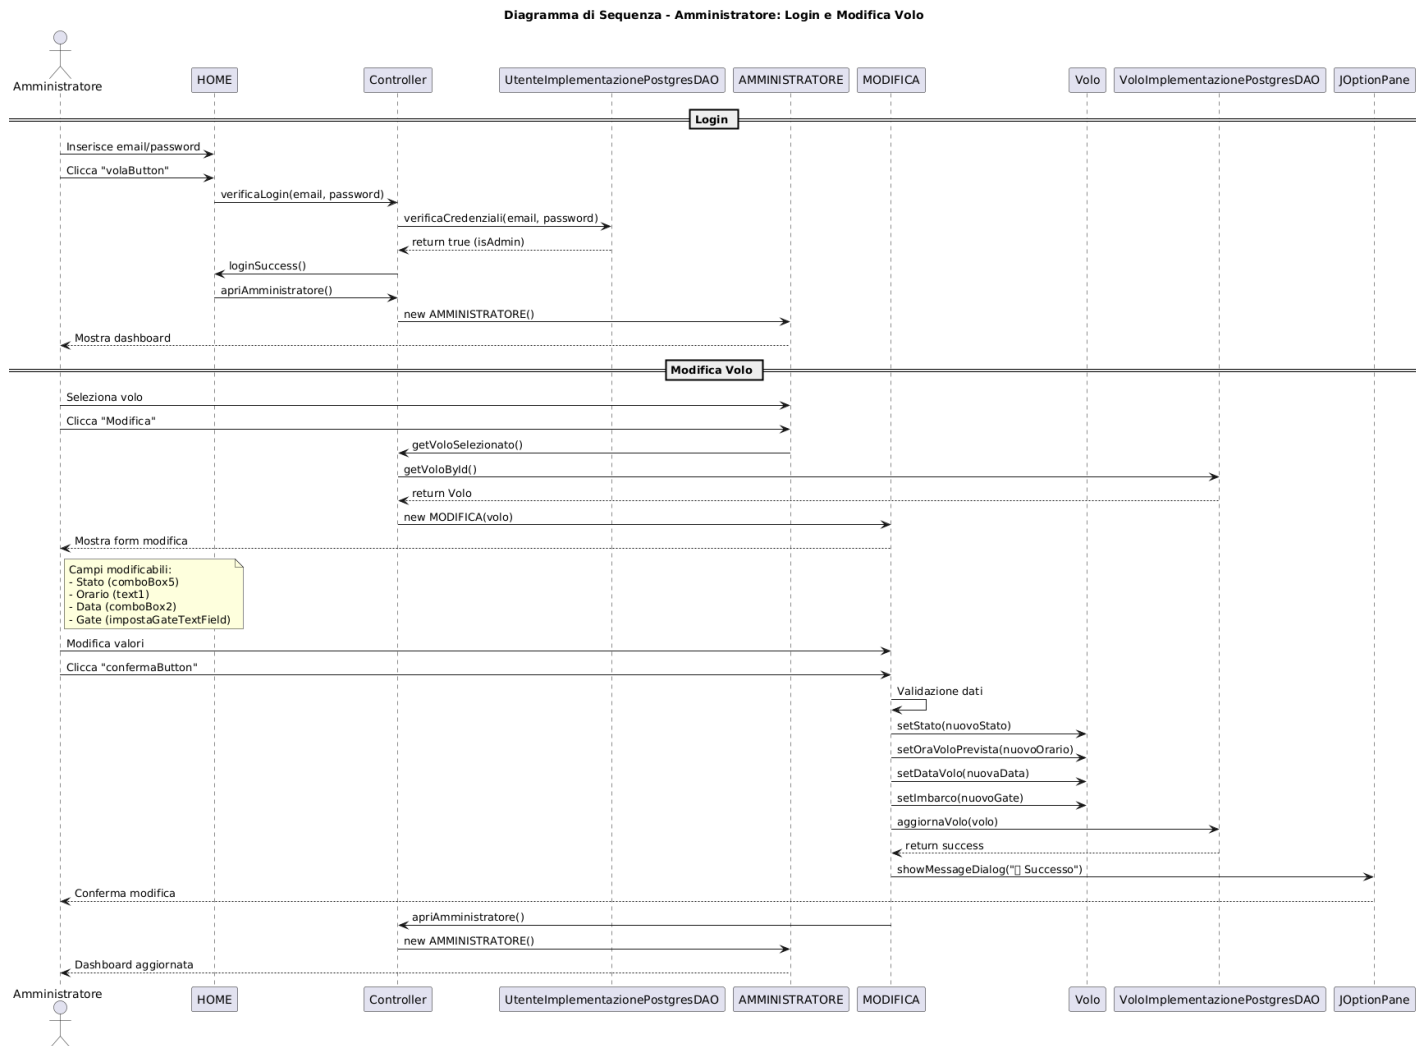 Diagramma di Sequenza - Amministratore: Login e Modifica Volo
Amministratore
HOME
Controller
UtenteImplementazionePostgresDAO
AMMINISTRATORE
MODIFICA
Volo
VoloImplementazionePostgresDAO
JOptionPane
Login
Inserisce email/password
Clicca "volaButton"
verificaLogin(email, password)
verificaCredenziali(email, password)
return true (isAdmin)
loginSuccess()
apriAmministratore()
new AMMINISTRATORE()
Mostra dashboard
Modifica Volo
Seleziona volo
Clicca "Modifica"
getVoloSelezionato()
getVoloById()
return Volo
new MODIFICA(volo)
Mostra form modifica
Campi modificabili:
- Stato (comboBox5)
- Orario (text1)
- Data (comboBox2)
- Gate (impostaGateTextField)
Modifica valori
Clicca "confermaButton"
Validazione dati
setStato(nuovoStato)
setOraVoloPrevista(nuovoOrario)
setDataVolo(nuovaData)
setImbarco(nuovoGate)
aggiornaVolo(volo)
return success
showMessageDialog("▯ Successo")
Conferma modifica
apriAmministratore()
new AMMINISTRATORE()
Dashboard aggiornata
Amministratore
HOME
Controller
UtenteImplementazionePostgresDAO
AMMINISTRATORE
MODIFICA
Volo
VoloImplementazionePostgresDAO
JOptionPane